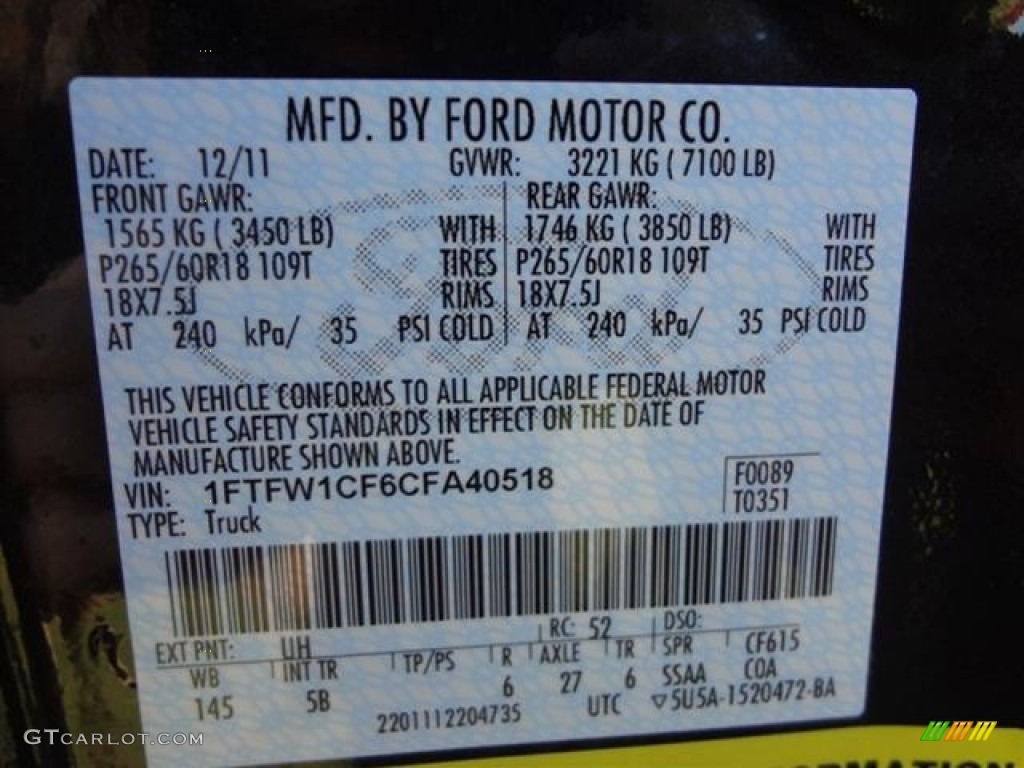 MFD. BY FORD MOTOR CO.
DATE: 12/11 GVWR: 3221 KG ( 7100 LB)
FRONT GAWR: REAR GAWR:
1565 KG ( 3450 LB) WITH 1746 KG ( 3850 LB) WITH
P265/60R18 109T TIRES P265/60R18 109T TIRES
18X7.5J RIMS 18X7.5J RIMS
AT 240 kPa/ 35 PSI COLD AT 240 kPa/ 35 PSI COLD
THIS VEHICLE CONFORMS TO ALL APPLICABLE FEDERAL MOTOR
VEHICLE SAFETY STANDARDS IN EFFECT ON THE DATE OF
MANUFACTURE SHOWN ABOVE.
VIN: 1FTFW1CF6CFA40518 F0089
TYPE: Truck T0351
EXT PNT: UH RC: 52 DSO:
WB INT TR TP/PS R AXLE TR SPR CF615
145 5B 6 27 6 SSAA COA
2201112204735 UTC ▽5U5A-1520472-BA
GTCARLOT.COM